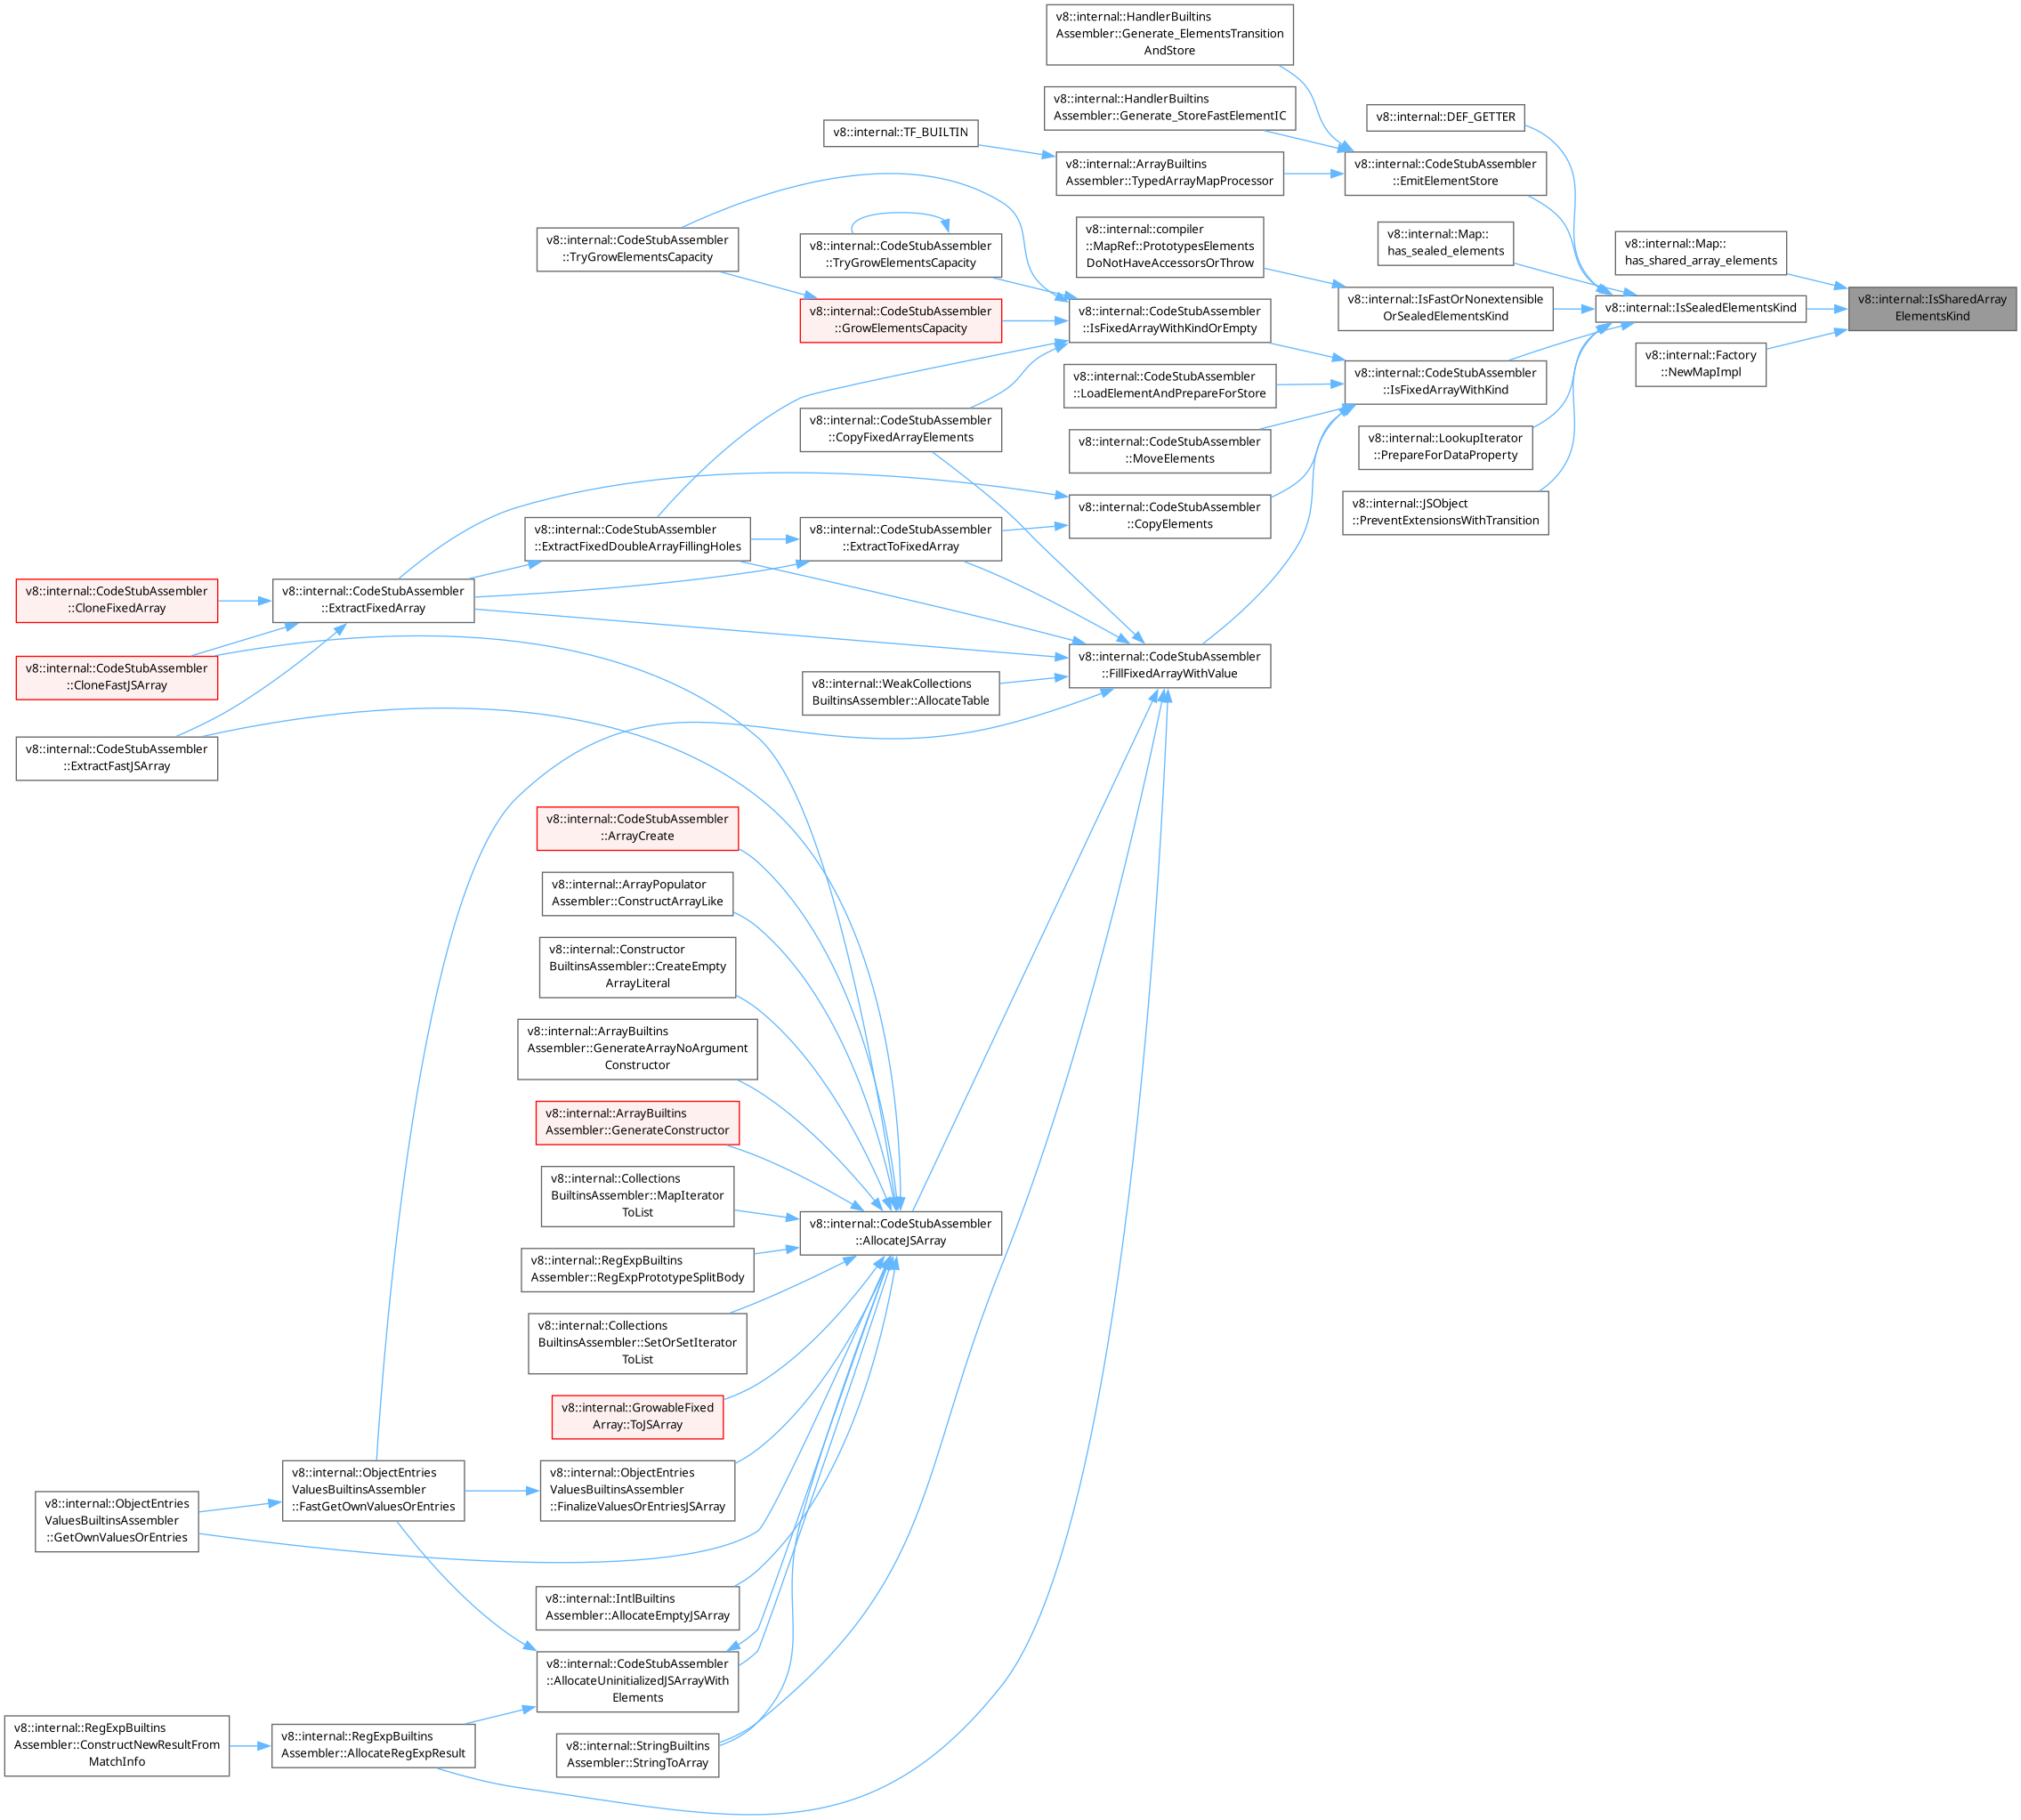 v8::internal::HandlerBuiltins
Assembler::Generate_ElementsTransition
AndStore
v8::internal::HandlerBuiltins
Assembler::Generate_StoreFastElementIC
v8::internal::DEF_GETTER
v8::internal::TF_BUILTIN
v8::internal::ArrayBuiltins
Assembler::TypedArrayMapProcessor
v8::internal::CodeStubAssembler
::EmitElementStore
v8::internal::CodeStubAssembler
::TryGrowElementsCapacity
v8::internal::CodeStubAssembler
::TryGrowElementsCapacity
v8::internal::compiler
::MapRef::PrototypesElements
DoNotHaveAccessorsOrThrow
v8::internal::Map::
has_sealed_elements
v8::internal::Map::
has_shared_array_elements
v8::internal::CodeStubAssembler
::GrowElementsCapacity
v8::internal::CodeStubAssembler
::IsFixedArrayWithKindOrEmpty
v8::internal::IsFastOrNonextensible
OrSealedElementsKind
v8::internal::IsSealedElementsKind
v8::internal::IsSharedArray
ElementsKind
v8::internal::Factory
::NewMapImpl
v8::internal::CodeStubAssembler
::LoadElementAndPrepareForStore
v8::internal::CodeStubAssembler
::IsFixedArrayWithKind
v8::internal::CodeStubAssembler
::CopyFixedArrayElements
v8::internal::CodeStubAssembler
::MoveElements
v8::internal::LookupIterator
::PrepareForDataProperty
v8::internal::CodeStubAssembler
::ExtractFixedDoubleArrayFillingHoles
v8::internal::CodeStubAssembler
::ExtractToFixedArray
v8::internal::CodeStubAssembler
::CopyElements
v8::internal::JSObject
::PreventExtensionsWithTransition
v8::internal::CodeStubAssembler
::CloneFixedArray
v8::internal::CodeStubAssembler
::ExtractFixedArray
v8::internal::CodeStubAssembler
::CloneFastJSArray
v8::internal::WeakCollections
BuiltinsAssembler::AllocateTable
v8::internal::CodeStubAssembler
::FillFixedArrayWithValue
v8::internal::CodeStubAssembler
::ExtractFastJSArray
v8::internal::CodeStubAssembler
::ArrayCreate
v8::internal::ArrayPopulator
Assembler::ConstructArrayLike
v8::internal::Constructor
BuiltinsAssembler::CreateEmpty
ArrayLiteral
v8::internal::ArrayBuiltins
Assembler::GenerateArrayNoArgument
Constructor
v8::internal::ArrayBuiltins
Assembler::GenerateConstructor
v8::internal::Collections
BuiltinsAssembler::MapIterator
ToList
v8::internal::CodeStubAssembler
::AllocateJSArray
v8::internal::RegExpBuiltins
Assembler::RegExpPrototypeSplitBody
v8::internal::Collections
BuiltinsAssembler::SetOrSetIterator
ToList
v8::internal::GrowableFixed
Array::ToJSArray
v8::internal::ObjectEntries
ValuesBuiltinsAssembler
::GetOwnValuesOrEntries
v8::internal::ObjectEntries
ValuesBuiltinsAssembler
::FastGetOwnValuesOrEntries
v8::internal::ObjectEntries
ValuesBuiltinsAssembler
::FinalizeValuesOrEntriesJSArray
v8::internal::IntlBuiltins
Assembler::AllocateEmptyJSArray
v8::internal::CodeStubAssembler
::AllocateUninitializedJSArrayWith
Elements
v8::internal::RegExpBuiltins
Assembler::ConstructNewResultFrom
MatchInfo
v8::internal::RegExpBuiltins
Assembler::AllocateRegExpResult
v8::internal::StringBuiltins
Assembler::StringToArray